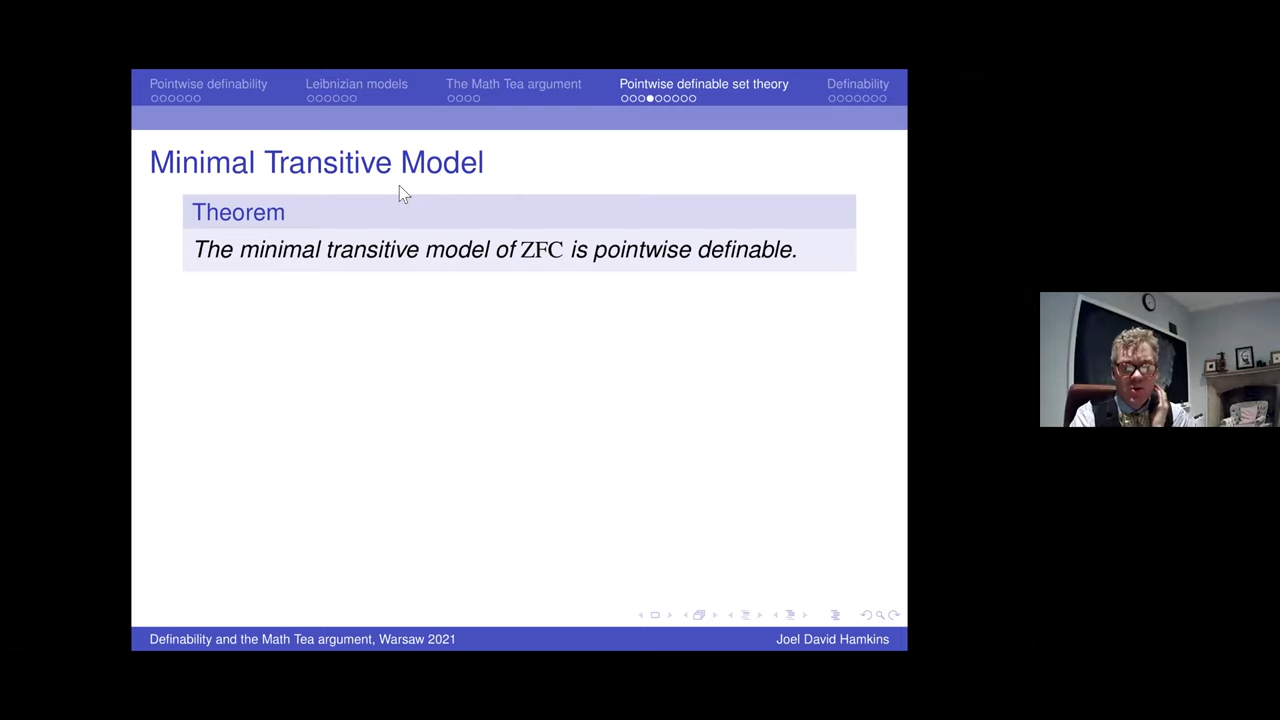 Pointwise definability Leibnizian models The Math Tea argument Pointwise definable set theory Definability
Minimal Transitive Model
Theorem
The minimal transitive model of ZFC is pointwise definable.
Definability and the Math Tea argument, Warsaw 2021 Joel David Hamkins